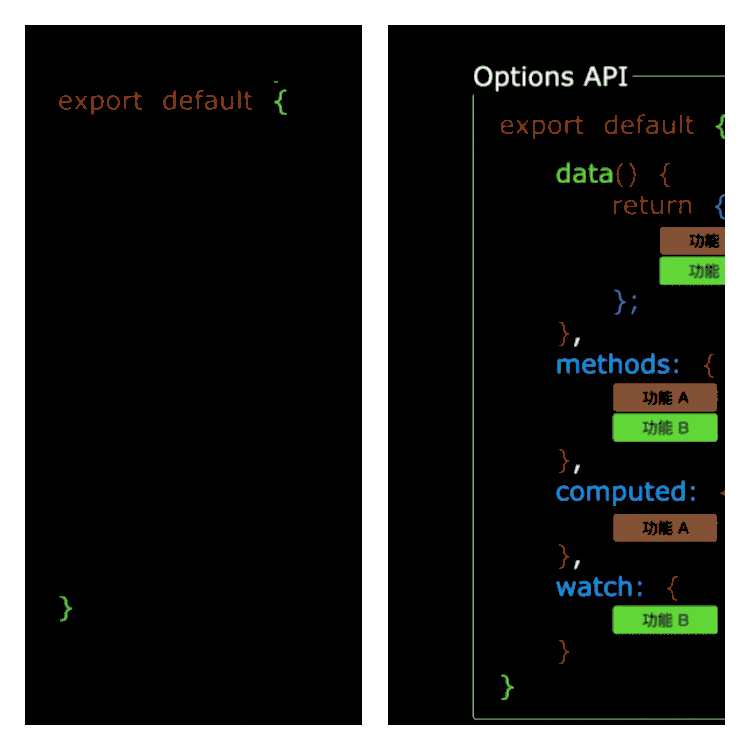 export default {
}
Options API
export default {
data() {
return {
功能
功能
};
},
methods: {
功能 A
功能 B
},
computed:
功能 A
},
watch: {
功能 B
}
}